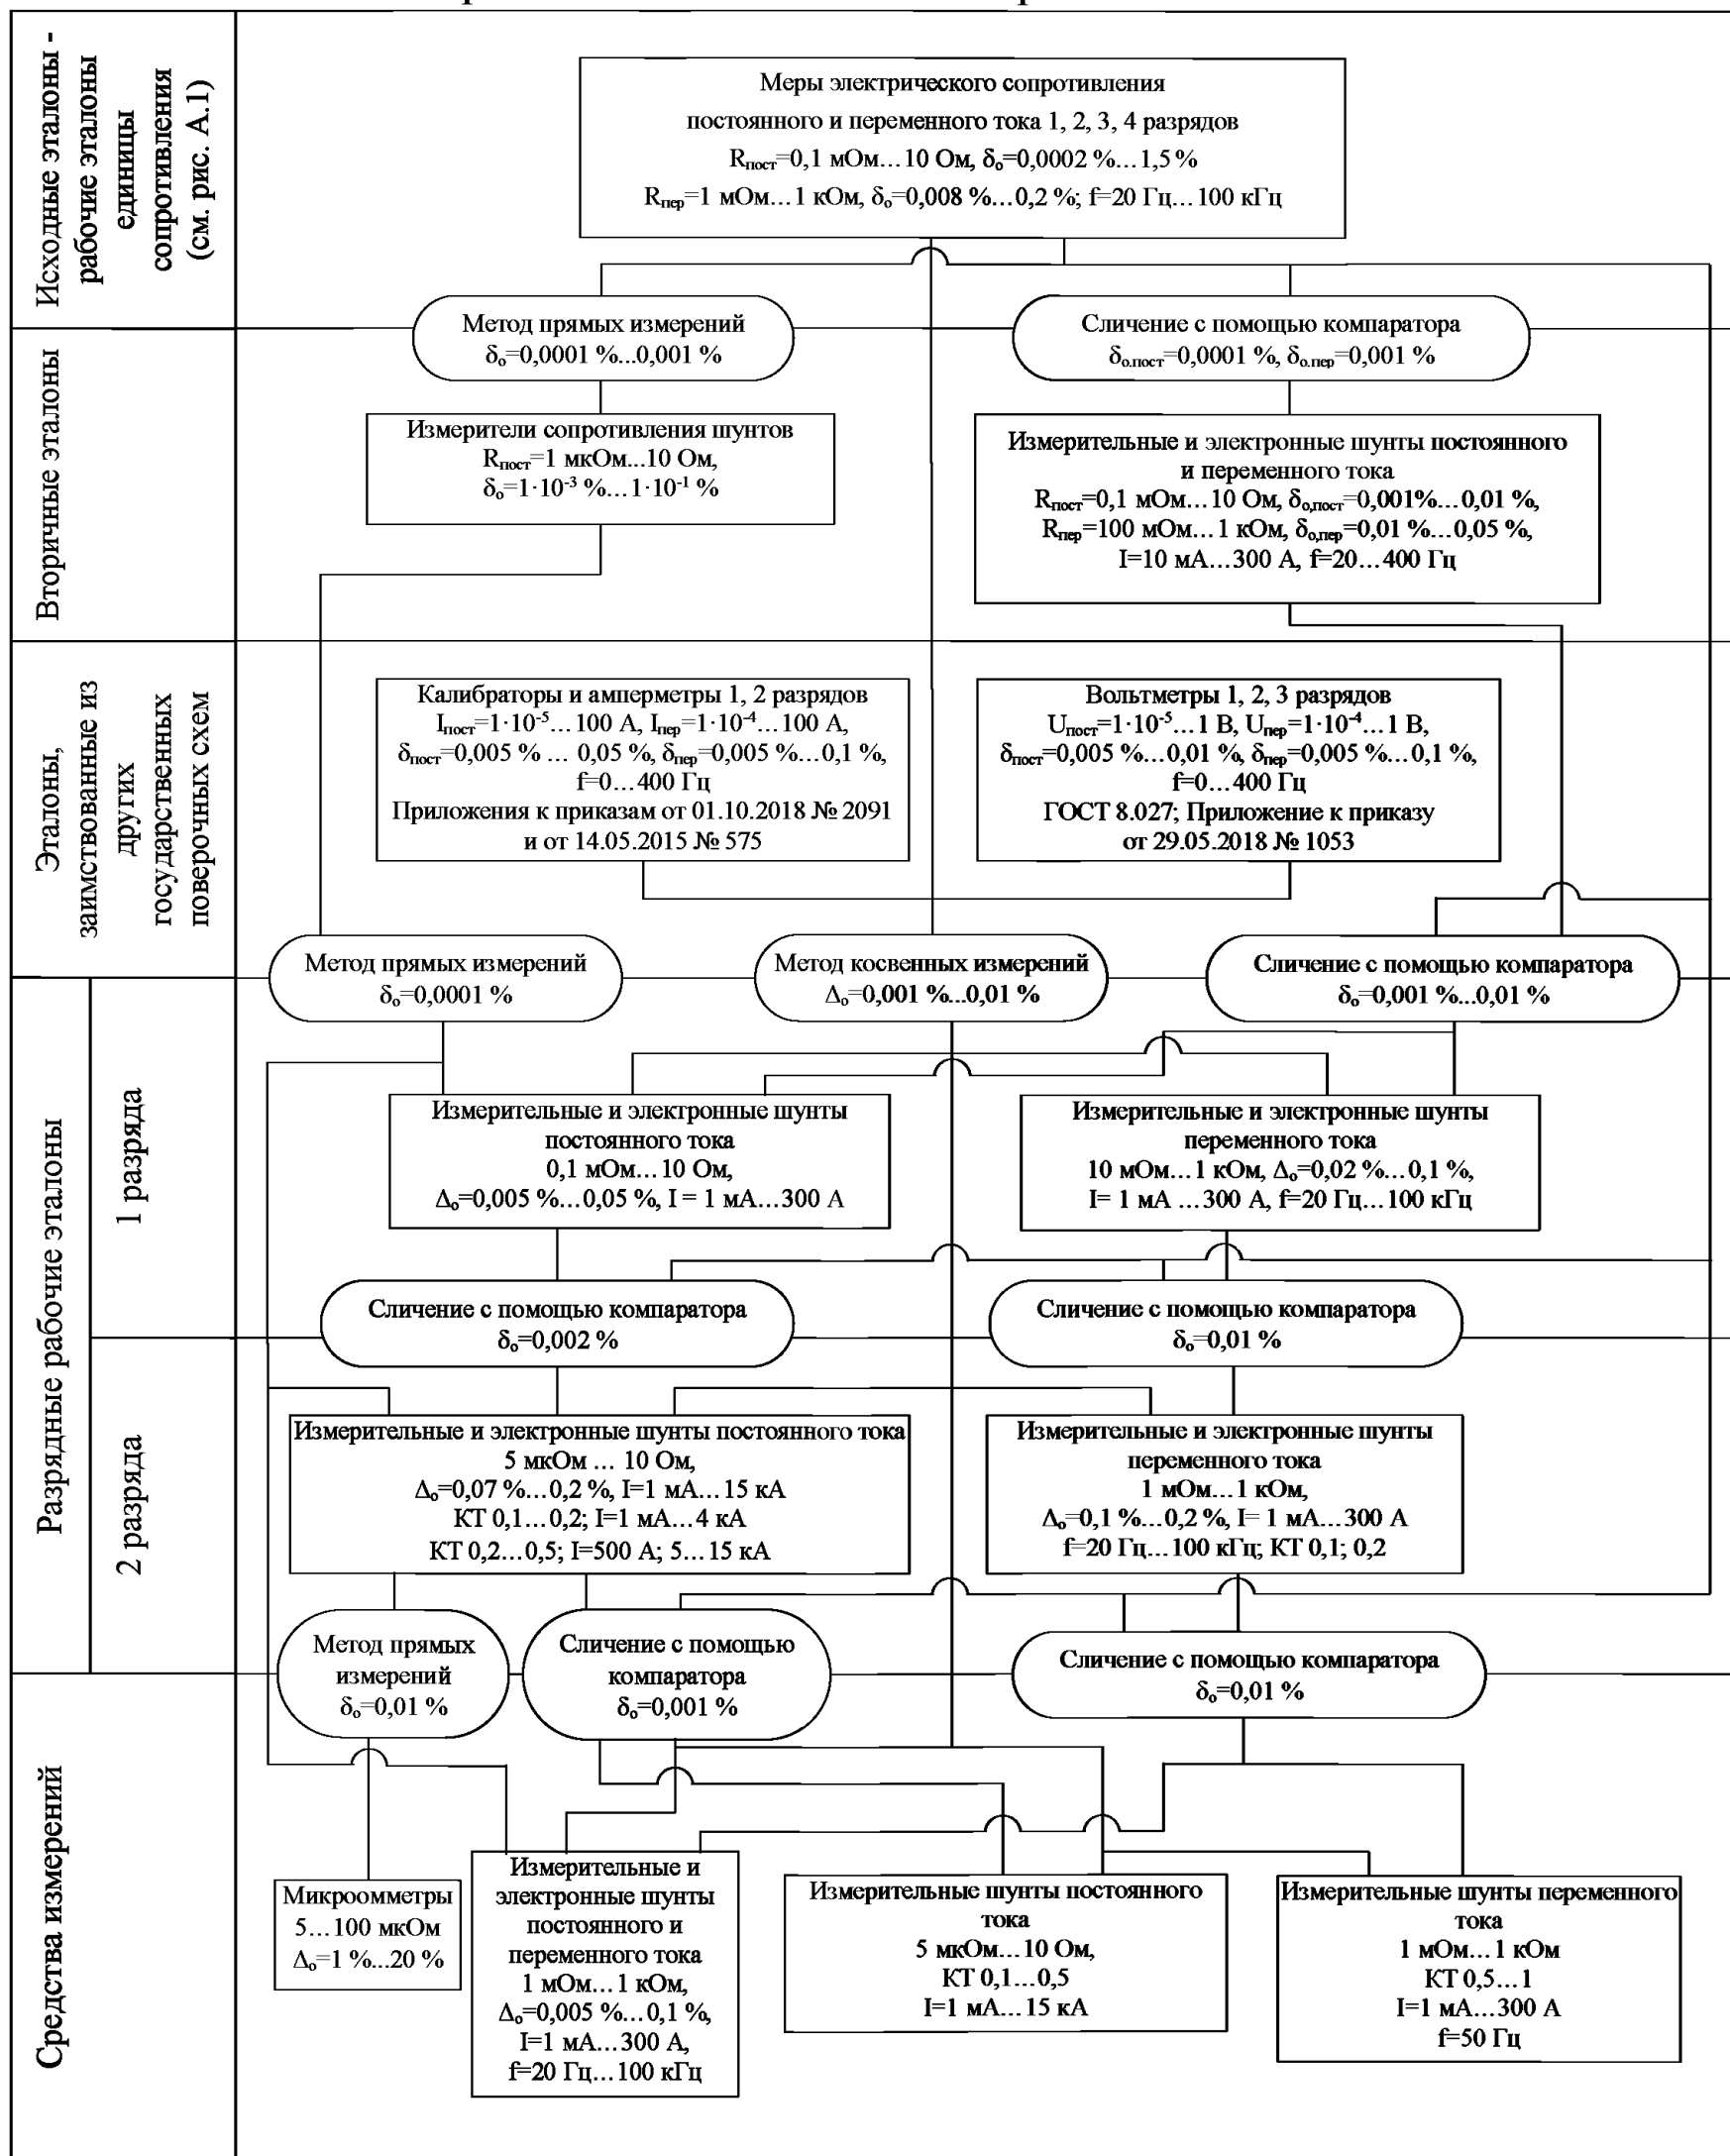 Исходные эталоны -
рабочие эталоны
единицы
сопротивления
(см. рис. А.1)
Меры электрического сопротивления
постоянного и переменного тока 1, 2, 3, 4 разрядов
Rпост=0,1 мОм…10 Ом, δо=0,0002 %…1,5 %
Rпер=1 мОм…1 кОм, δо=0,008 %…0,2 %; f=20 Гц…100 кГц
Метод прямых измерений
δо=0,0001 %...0,001 %
Сличение с помощью компаратора
δо.пост=0,0001 %, δо.пер=0,001 %
Вторичные эталоны
Измерители сопротивления шунтов
Rпост=1 мкОм...10 Ом,
δо=1·10⁻³ %…1·10⁻¹ %
Измерительные и электронные шунты постоянного
и переменного тока
Rпост=0,1 мОм…10 Ом, δо,пост=0,001%…0,01 %,
Rпер=100 мОм…1 кОм, δо,пер=0,01 %…0,05 %,
I=10 мА…300 А, f=20…400 Гц
Эталоны,
заимствованные из
других
государственных
поверочных схем
Калибраторы и амперметры 1, 2 разрядов
Iпост=1·10⁻⁵…100 А, Iпер=1·10⁻⁴…100 А,
δпост=0,005 %… 0,05 %, δпер=0,005 %…0,1 %,
f=0…400 Гц
Приложения к приказам от 01.10.2018 № 2091
и от 14.05.2015 № 575
Вольтметры 1, 2, 3 разрядов
Uпост=1·10⁻⁵…1 В, Uпер=1·10⁻⁴…1 В,
δпост=0,005 %…0,01 %, δпер=0,005 %…0,1 %,
f=0…400 Гц
ГОСТ 8.027; Приложение к приказу
от 29.05.2018 № 1053
Метод прямых измерений
δо=0,0001 %
Метод косвенных измерений
Δо=0,001 %…0,01 %
Сличение с помощью компаратора
δо=0,001 %…0,01 %
Разрядные рабочие эталоны
1 разряда
Измерительные и электронные шунты
постоянного тока
0,1 мОм…10 Ом,
Δо=0,005 %…0,05 %, I = 1 мА…300 А
Измерительные и электронные шунты
переменного тока
10 мОм…1 кОм, Δо=0,02 %…0,1 %,
I= 1 мА …300 А, f=20 Гц…100 кГц
Сличение с помощью компаратора
δо=0,002 %
Сличение с помощью компаратора
δо=0,01 %
2 разряда
Измерительные и электронные шунты постоянного тока
5 мкОм … 10 Ом,
Δо=0,07 %…0,2 %, I=1 мА…15 кА
КТ 0,1…0,2; I=1 мА…4 кА
КТ 0,2…0,5; I=500 А; 5…15 кА
Измерительные и электронные шунты
переменного тока
1 мОм…1 кОм,
Δо=0,1 %…0,2 %, I= 1 мА…300 А
f=20 Гц…100 кГц; КТ 0,1; 0,2
Метод прямых
измерений
δо=0,01 %
Сличение с помощью
компаратора
δо=0,001 %
Сличение с помощью компаратора
δо=0,01 %
Средства измерений
Микроомметры
5…100 мкОм
Δо=1 %...20 %
Измерительные и
электронные шунты
постоянного и
переменного тока
1 мОм…1 кОм,
Δо=0,005 %…0,1 %,
I=1 мА…300 А,
f=20 Гц…100 кГц
Измерительные шунты постоянного
тока
5 мкОм…10 Ом,
КТ 0,1…0,5
I=1 мА…15 кА
Измерительные шунты переменного
тока
1 мОм…1 кОм
КТ 0,5…1
I=1 мА…300 А
f=50 Гц